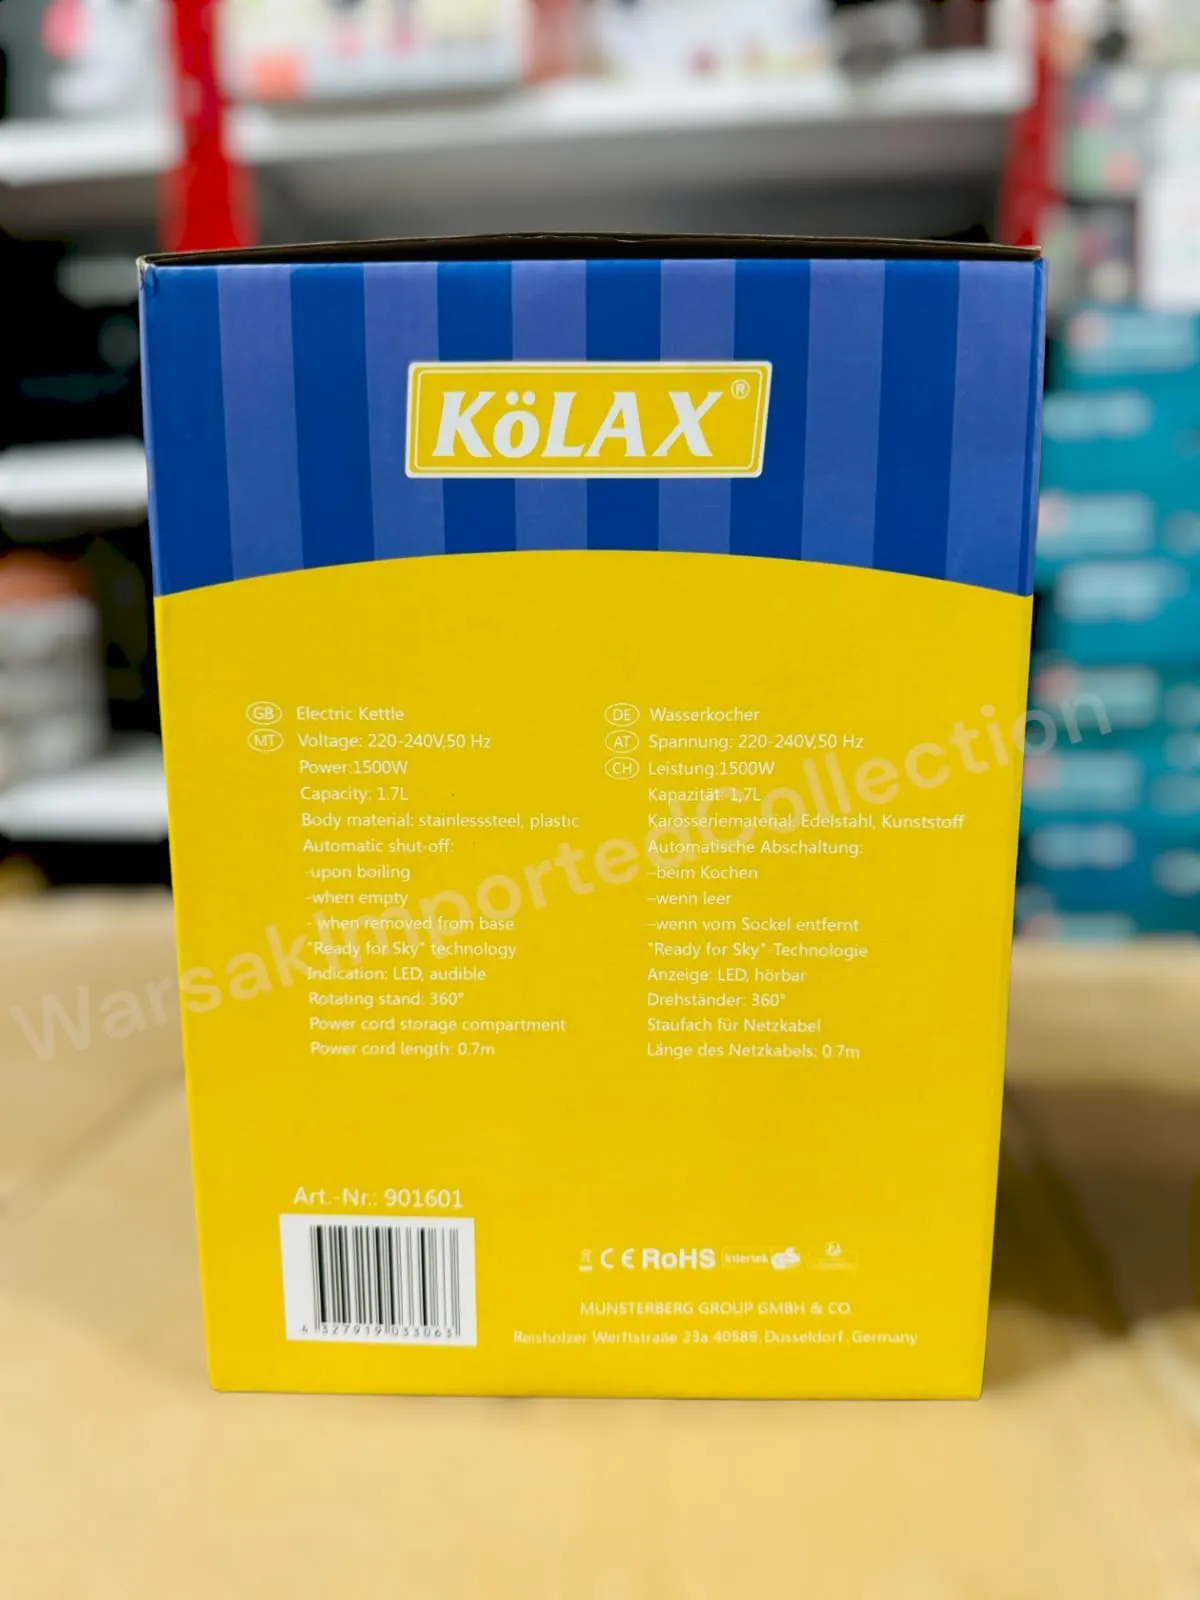 KöLAX®
GB Electric Kettle
MT Voltage: 220-240V,50 Hz
Power:1500W
Capacity: 1.7L
Body material: stainlesssteel, plastic
Automatic shut-off:
-upon boiling
-when empty
- when removed from base
"Ready for Sky" technology
Indication: LED, audible
Rotating stand: 360°
Power cord storage compartment
Power cord length: 0.7m
DE Wasserkocher
AT Spannung: 220-240V,50 Hz
CH Leistung:1500W
Kapazität: 1,7L
Karosseriematerial: Edelstahl, Kunststoff
Automatische Abschaltung:
–beim Kochen
–wenn leer
–wenn vom Sockel entfernt
"Ready for Sky"-Technologie
Anzeige: LED, hörbar
Drehständer: 360°
Staufach für Netzkabel
Länge des Netzkabels: 0.7m
WarsakImportedCollection
Art.-Nr.: 901601
4 327919 033063
CE RoHS Intertek GS
MUNSTERBERG GROUP GMBH & CO.
Reisholzer Werftstraße 23a 40589 Dusseldorf Germany